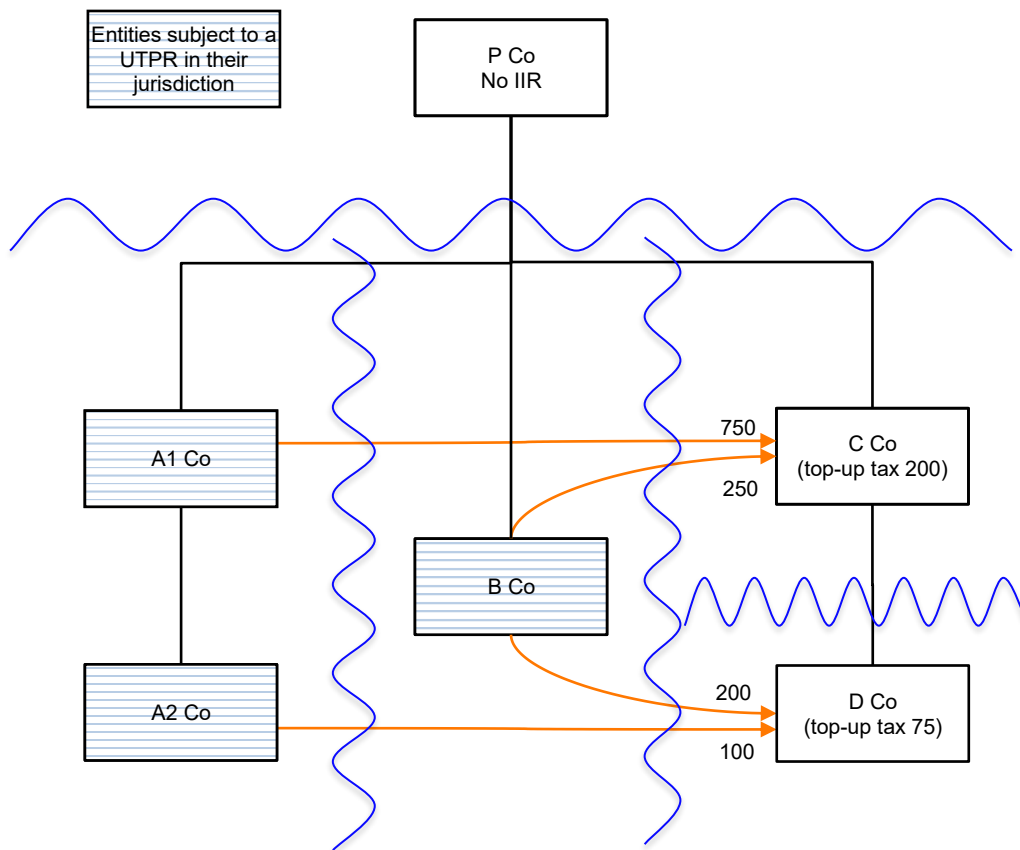 Entities subject to a
UTPR in their
jurisdiction
P Co
No IIR
A1 Co
750
C Co
(top-up tax 200)
250
B Co
A2 Co
200
D Co
(top-up tax 75)
100